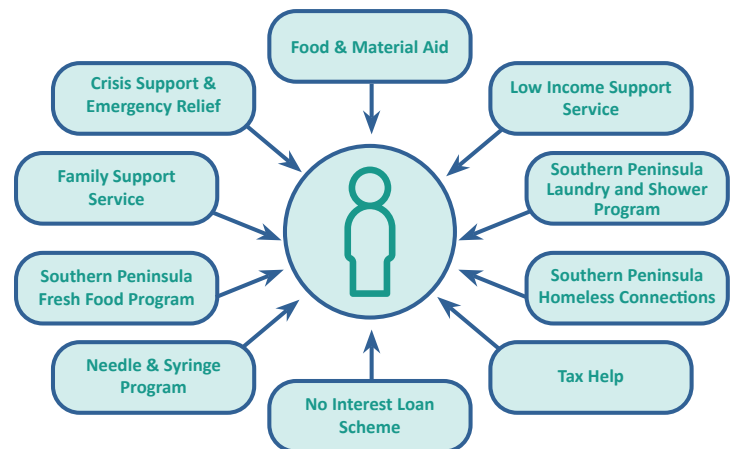 Food & Material Aid
Crisis Support &
Emergency Relief
Low Income Support
Service
Family Support
Service
Southern Peninsula
Laundry and Shower
Program
Southern Peninsula
Fresh Food Program
Southern Peninsula
Homeless Connections
Needle & Syringe
Program
Tax Help
No Interest Loan
Scheme